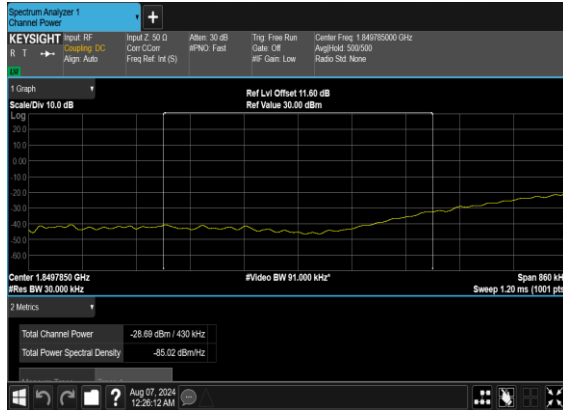 Spectrum Analyzer 1
Channel Power
+
KEYSIGHT Input: RF Input Z: 50 Ω Atten: 30 dB Trig: Free Run Center Freq: 1.849785000 GHz
R T Coupling: DC Corr CCorr #PNO: Fast Gate: Off Avg|Hold: 500/500
Align: Auto Freq Ref: Int (S) #IF Gain: Low Radio Std: None
1 Graph
Ref Lvl Offset 11.60 dB
Scale/Div 10.0 dB Ref Value 30.00 dBm
Log
20.0
10.0
0.00
-10.0
-20.0
-30.0
-40.0
-50.0
-60.0
Center 1.8497850 GHz #Video BW 91.000 kHz* Span 860 kH
#Res BW 30.000 kHz Sweep 1.20 ms (1001 pts
2 Metrics
Total Channel Power -28.69 dBm / 430 kHz
Total Power Spectral Density -85.02 dBm/Hz
?
Aug 07, 2024
12:26:12 AM